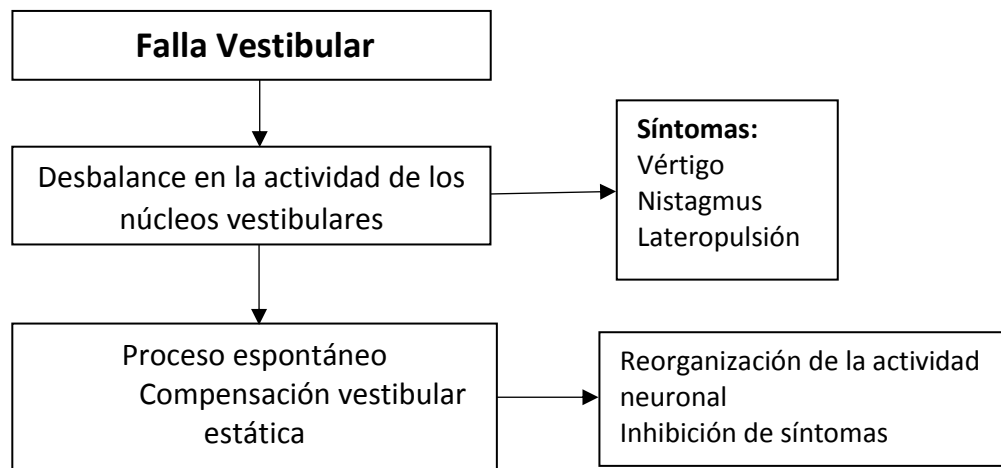 Falla Vestibular
Desbalance en la actividad de los
núcleos vestibulares
Síntomas:
Vértigo
Nistagmus
Lateropulsión
Proceso espontáneo
Compensación vestibular
estática
Reorganización de la actividad
neuronal
Inhibición de síntomas